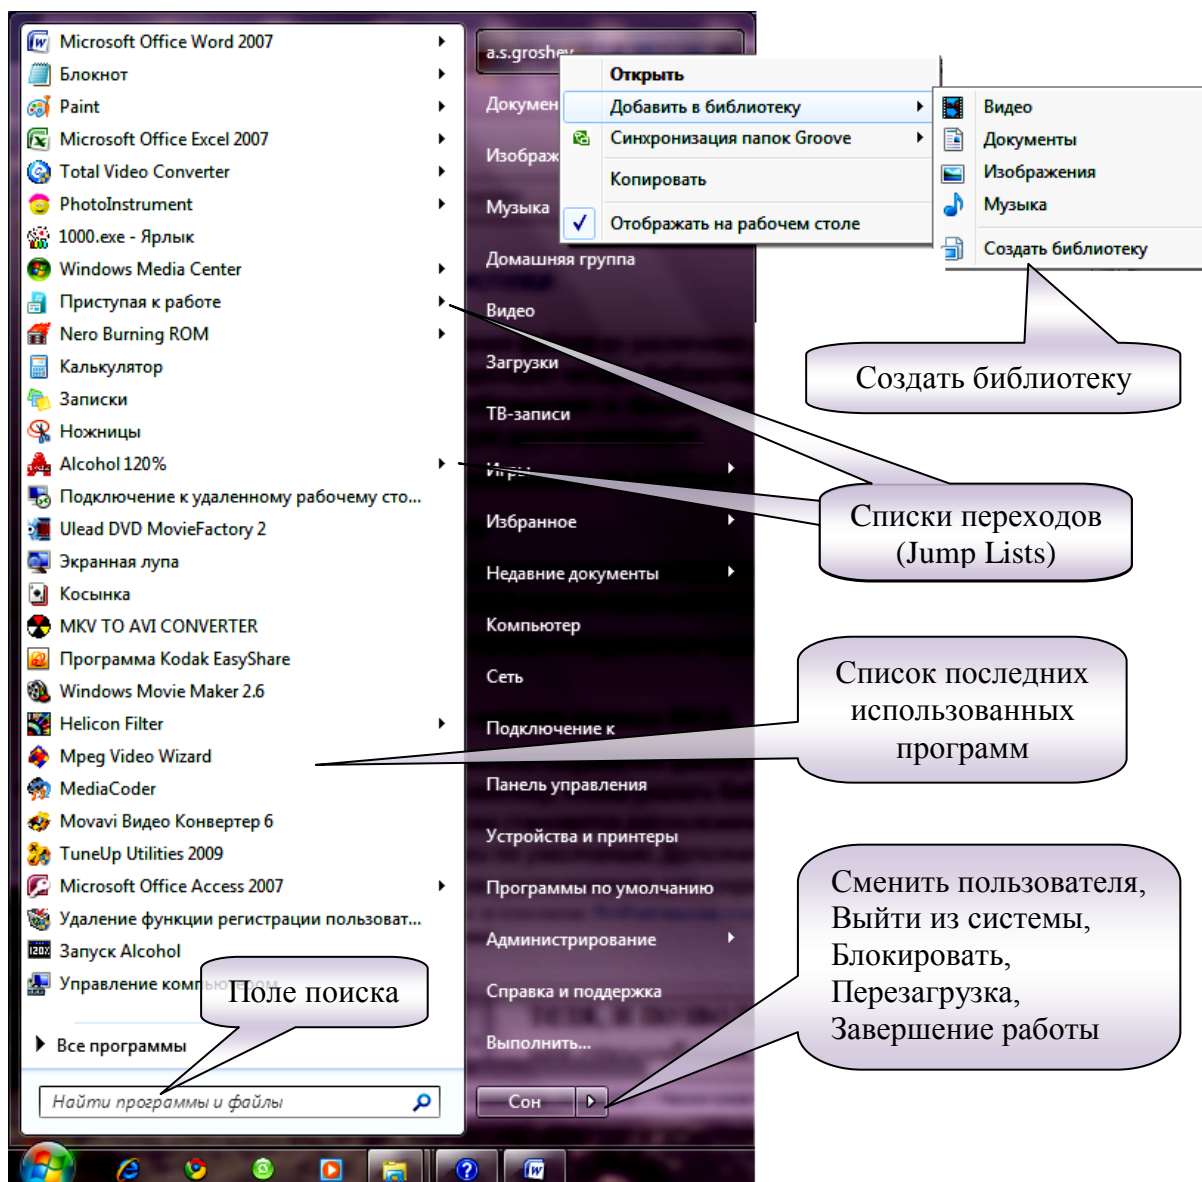 Microsoft Office Word 2007
Блокнот
Paint
Microsoft Office Excel 2007
Total Video Converter
PhotoInstrument
1000.exe - Ярлык
Windows Media Center
Приступая к работе
Nero Burning ROM
Калькулятор
Записки
Ножницы
Alcohol 120%
Подключение к удаленному рабочему сто...
Ulead DVD MovieFactory 2
Экранная лупа
Косынка
MKV TO AVI CONVERTER
Программа Kodak EasyShare
Windows Movie Maker 2.6
Helicon Filter
Mpeg Video Wizard
MediaCoder
Movavi Видео Конвертер 6
TuneUp Utilities 2009
Microsoft Office Access 2007
Удаление функции регистрации пользоват...
Запуск Alcohol
Управление компьютером
Все программы
Найти программы и файлы
a.s.groshev
Докумен
Изображ
Музыка
Домашняя группа
Видео
Загрузки
ТВ-записи
Игры
Избранное
Недавние документы
Компьютер
Сеть
Подключение к
Панель управления
Устройства и принтеры
Программы по умолчанию
Администрирование
Справка и поддержка
Выполнить...
Сон
Открыть
Добавить в библиотеку
Синхронизация папок Groove
Копировать
Отображать на рабочем столе
Видео
Документы
Изображения
Музыка
Создать библиотеку
Создать библиотеку
Списки переходов
(Jump Lists)
Список последних
использованных
программ
Сменить пользователя,
Выйти из системы,
Блокировать,
Перезагрузка,
Завершение работы
Поле поиска